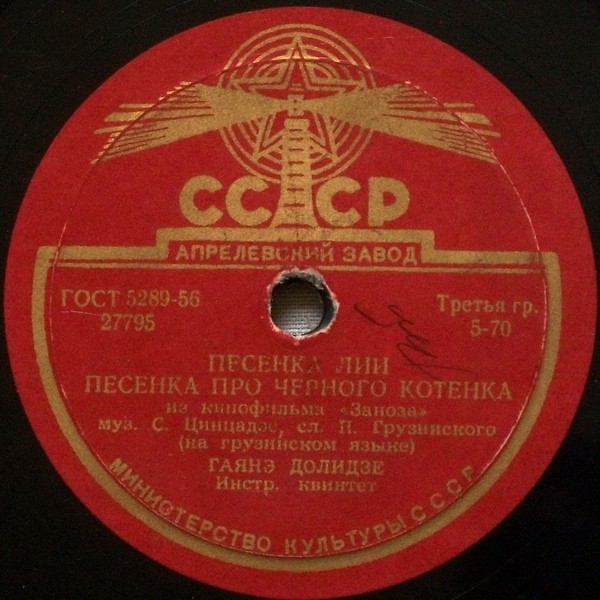 СССР
АПРЕЛЕВСКИЙ ЗАВОД
ГОСТ 5289-56
27795
Третья гр.
5-70
ПЕСЕНКА ЛИИ
ПЕСЕНКА ПРО ЧЕРНОГО КОТЕНКА
из кинофильма «Заноза»
муз. С. Цинцадзе, сл. П. Грузинского
(на грузинском языке)
ГАЯНЭ ДОЛИДЗЕ
Инстр. квинтет
МИНИСТЕРСТВО КУЛЬТУРЫ СССР